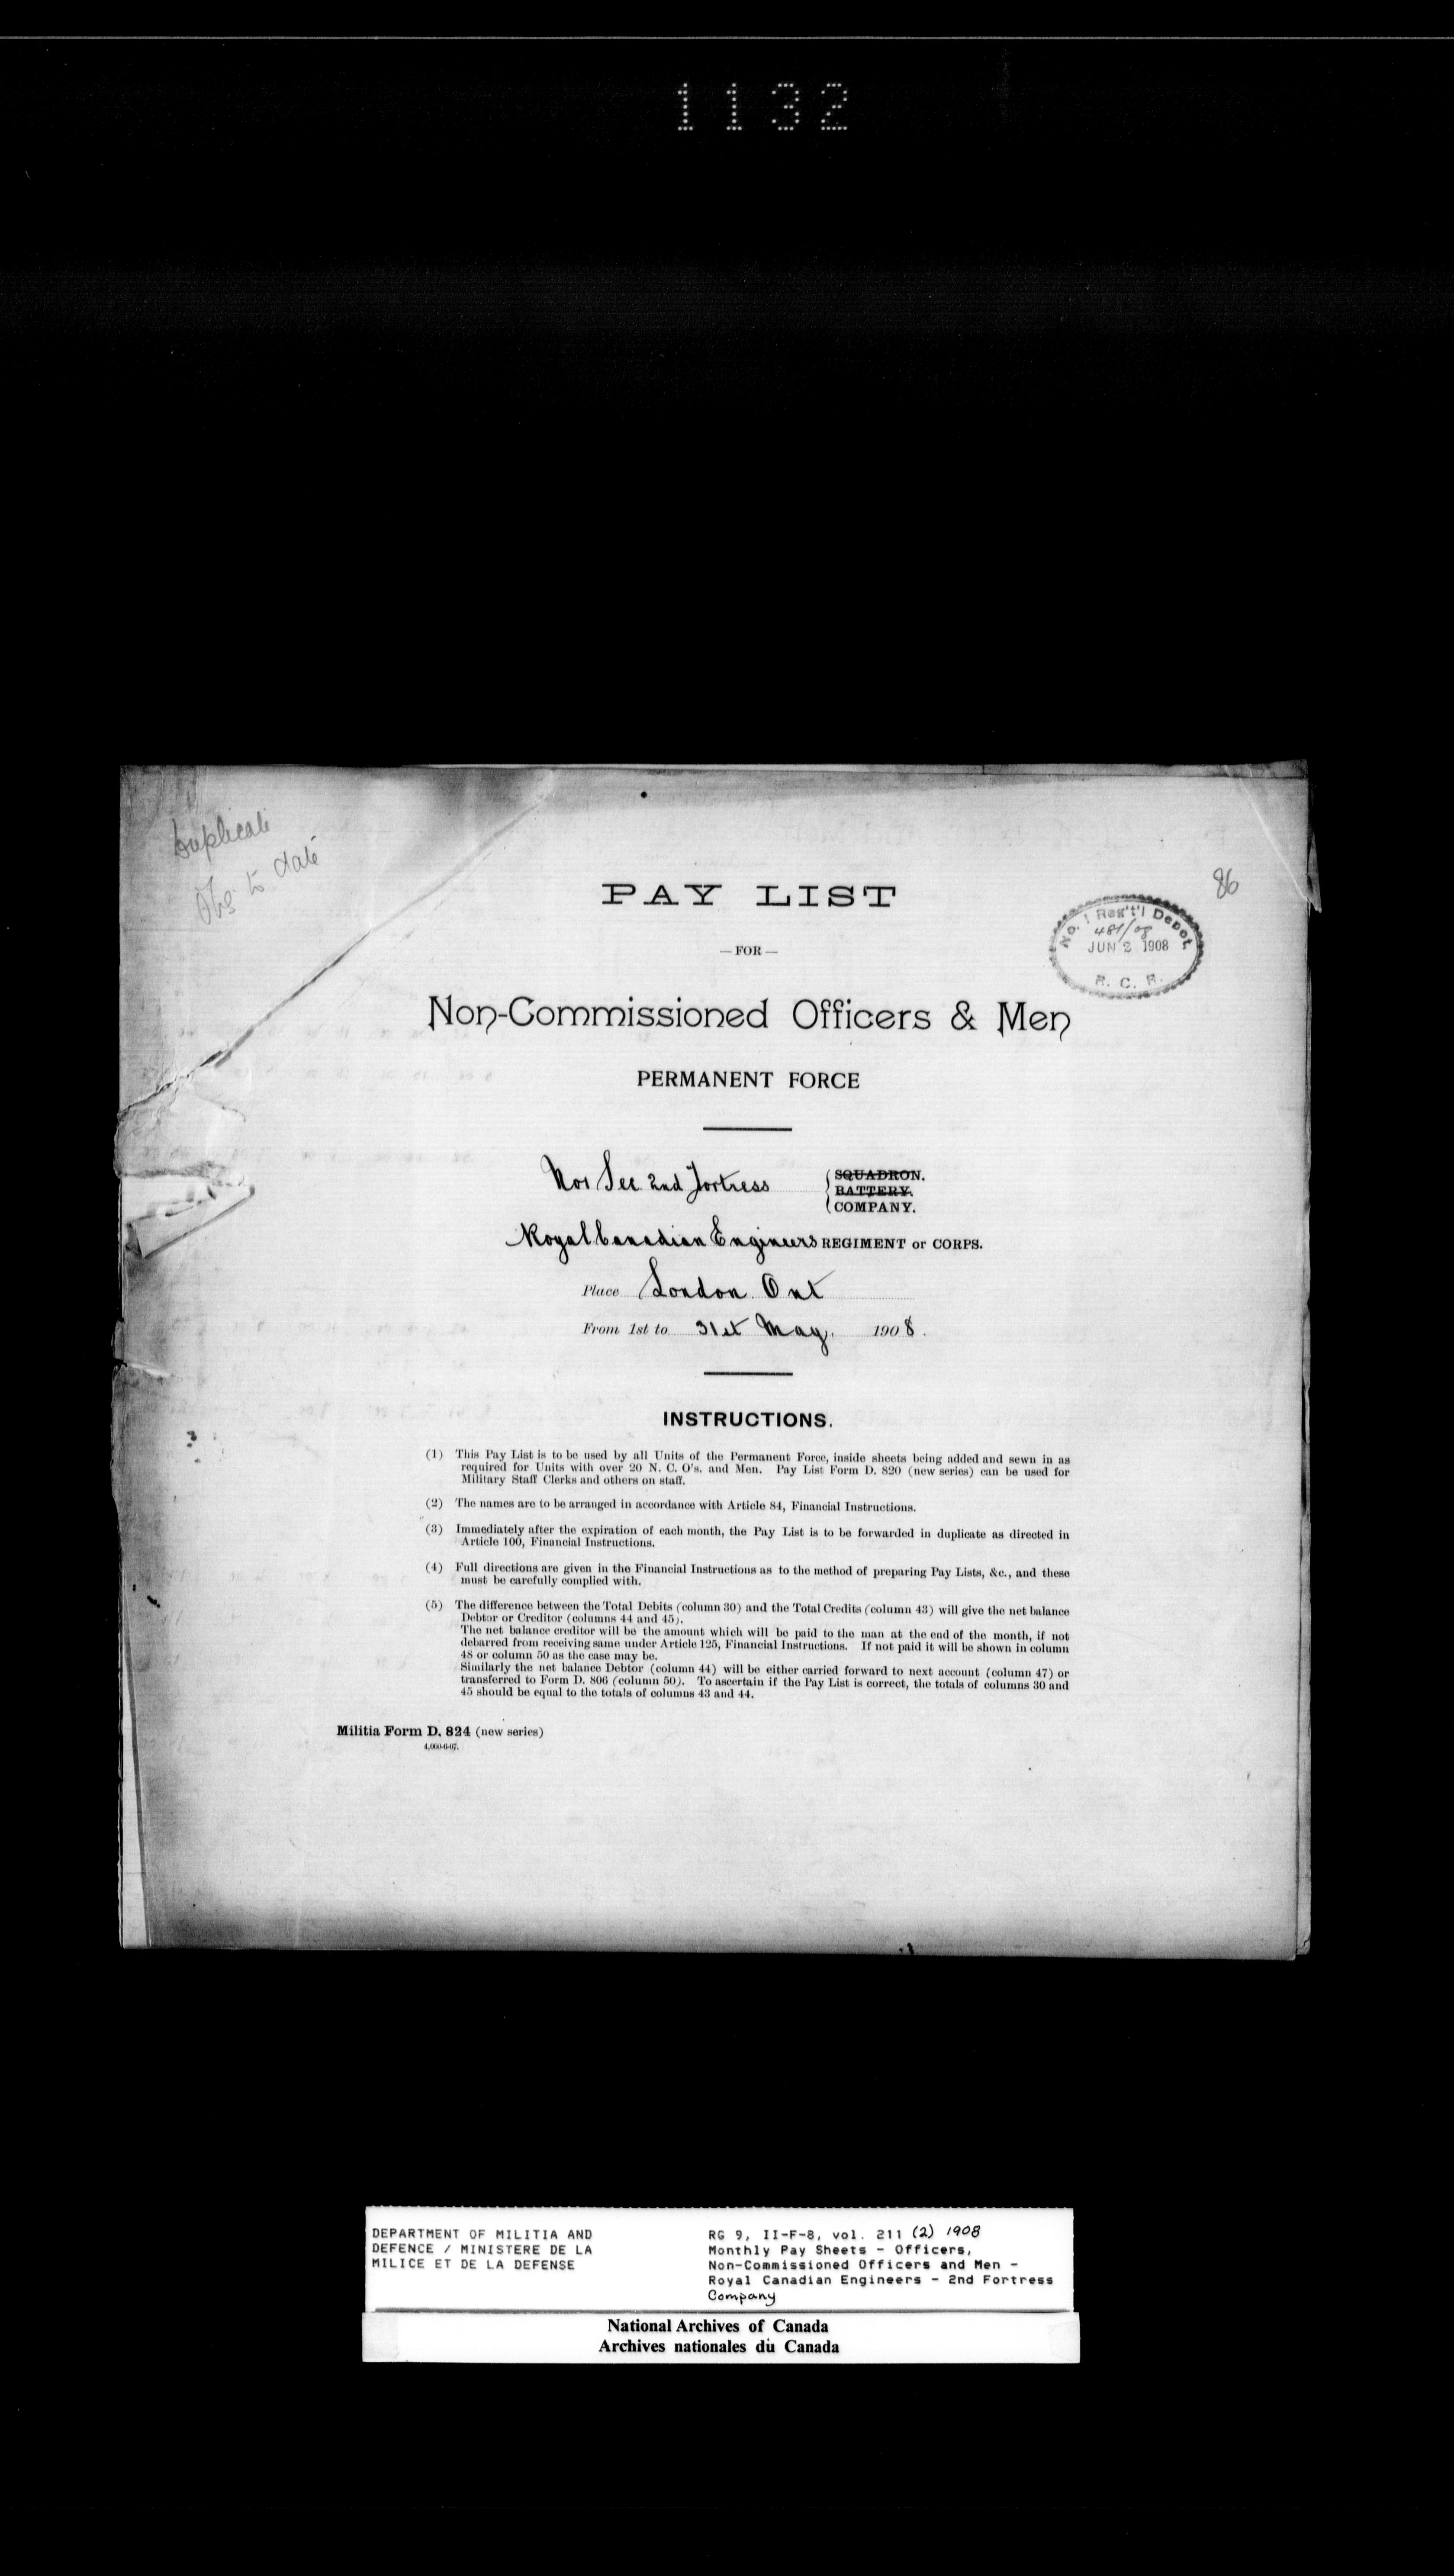 1132
Duplicate
Obs to date
86
PAY LIST
— FOR —
No. 1 Reg't'l Depot.
481/08
JUN 2 1908
R. C. R.
Non-Commissioned Officers & Men
PERMANENT FORCE
No 1 Sec 2nd Fortress
SQUADRON.
BATTERY.
COMPANY.
Royal Canadian Engineers REGIMENT or CORPS.
Place London Ont
From 1st to 31st May. 1908.
INSTRUCTIONS.
(1) This Pay List is to be used by all Units of the Permanent Force, inside sheets being added and sewn in as
required for Units with over 20 N. C. O's. and Men. Pay List Form D. 820 (new series) can be used for
Military Staff Clerks and others on staff.
(2) The names are to be arranged in accordance with Article 84, Financial Instructions.
(3) Immediately after the expiration of each month, the Pay List is to be forwarded in duplicate as directed in
Article 100, Financial Instructions.
(4) Full directions are given in the Financial Instructions as to the method of preparing Pay Lists, &c., and these
must be carefully complied with.
(5) The difference between the Total Debits (column 30) and the Total Credits (column 43) will give the net balance
Debtor or Creditor (columns 44 and 45).
The net balance creditor will be the amount which will be paid to the man at the end of the month, if not
debarred from receiving same under Article 125, Financial Instructions. If not paid it will be shown in column
48 or column 50 as the case may be.
Similarly the net balance Debtor (column 44) will be either carried forward to next account (column 47) or
transferred to Form D. 806 (column 50). To ascertain if the Pay List is correct, the totals of columns 30 and
45 should be equal to the totals of columns 43 and 44.
Militia Form D. 824 (new series)
4,000-6-07.
DEPARTMENT OF MILITIA AND
DEFENCE / MINISTERE DE LA
MILICE ET DE LA DEFENSE
RG 9, II-F-8, vol. 211 (2) 1908
Monthly Pay Sheets - Officers,
Non-Commissioned Officers and Men -
Royal Canadian Engineers - 2nd Fortress
Company
National Archives of Canada
Archives nationales du Canada